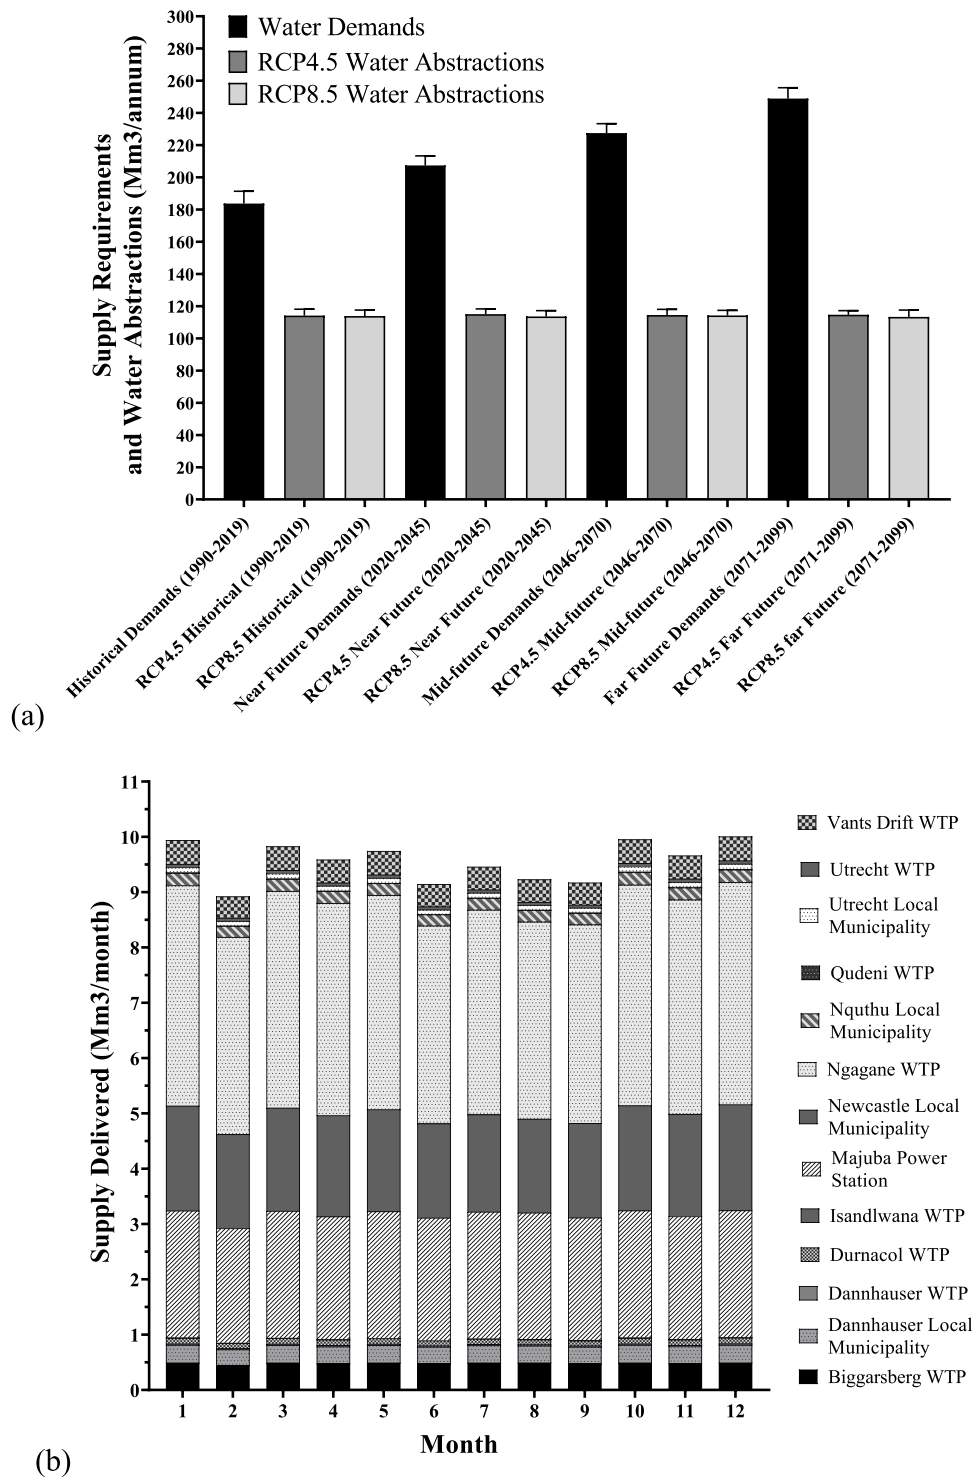 300
280
260
240
220
200
180
160
140
120
100
80
60
40
20
0
Supply Requirements
and Water Abstractions (Mm3/annum)
Water Demands
RCP4.5 Water Abstractions
RCP8.5 Water Abstractions
Historical Demands (1990-2019)
RCP4.5 Historical (1990-2019)
RCP8.5 Historical (1990-2019)
Near Future Demands (2020-2045)
RCP4.5 Near Future (2020-2045)
RCP8.5 Near Future (2020-2045)
Mid-future Demands (2046-2070)
RCP4.5 Mid-future (2046-2070)
RCP8.5 Mid-future (2046-2070)
Far Future Demands (2071-2099)
RCP4.5 Far Future (2071-2099)
RCP8.5 far Future (2071-2099)
(a)
11
10
9
8
7
6
5
4
3
2
1
0
Supply Delivered (Mm3/month)
1 2 3 4 5 6 7 8 9 10 11 12
Month
Vants Drift WTP
Utrecht WTP
Utrecht Local
Municipality
Qudeni WTP
Nquthu Local
Municipality
Ngagane WTP
Newcastle Local
Municipality
Majuba Power
Station
Isandlwana WTP
Durnacol WTP
Dannhauser WTP
Dannhauser Local
Municipality
Biggarsberg WTP
(b)